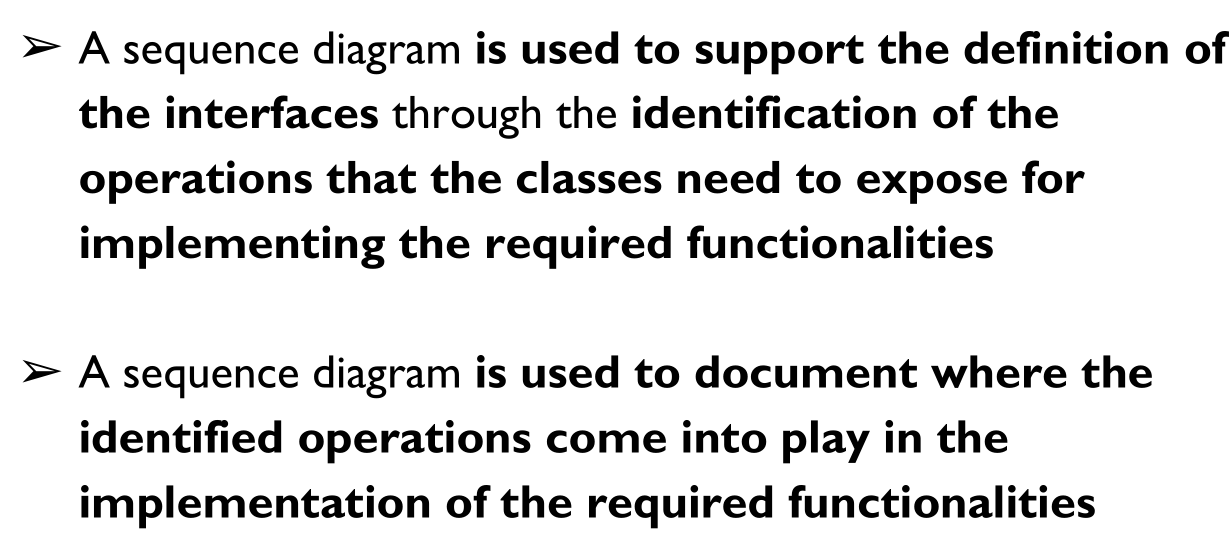 ➢ A sequence diagram is used to support the definition of
the interfaces through the identification of the
operations that the classes need to expose for
implementing the required functionalities
➢ A sequence diagram is used to document where the
identified operations come into play in the
implementation of the required functionalities